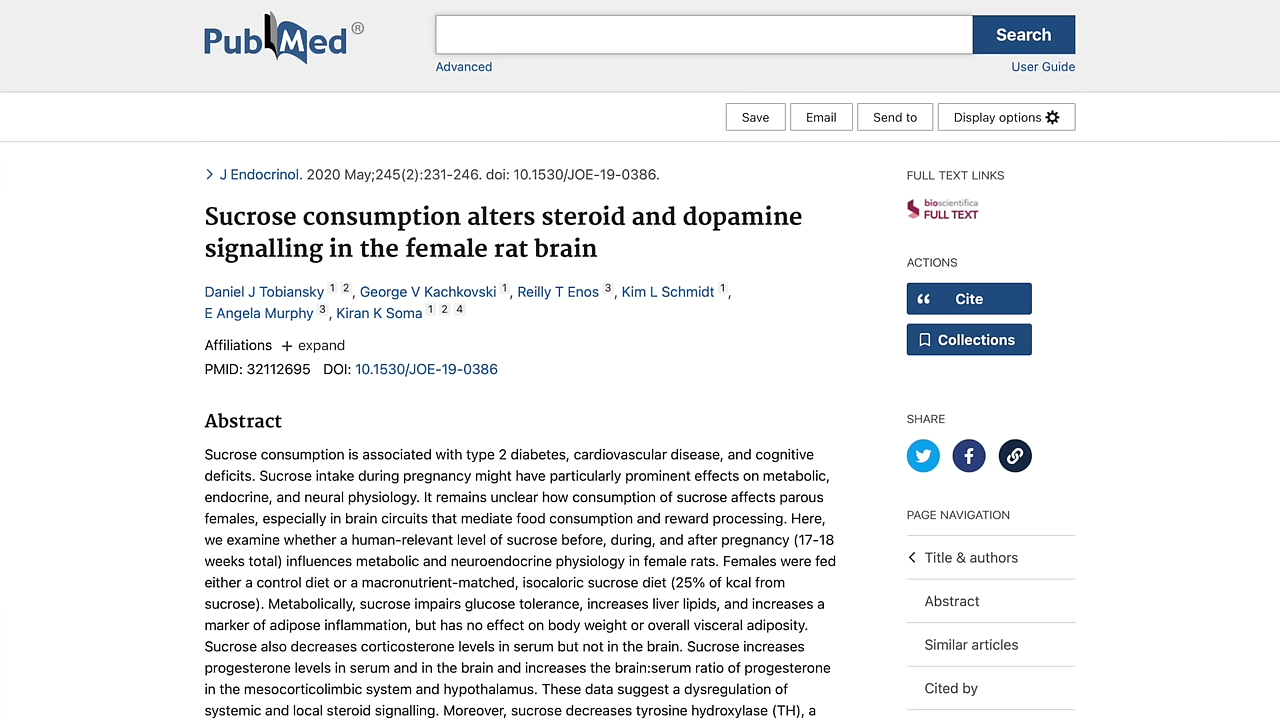 PubMed®
Search
Advanced
User Guide
Save
Email
Send to
Display options
J Endocrinol. 2020 May;245(2):231-246. doi: 10.1530/JOE-19-0386.
Sucrose consumption alters steroid and dopamine
signalling in the female rat brain
Daniel J Tobiansky 1 2, George V Kachkovski 1, Reilly T Enos 3, Kim L Schmidt 1,
E Angela Murphy 3, Kiran K Soma 1 2 4
Affiliations + expand
PMID: 32112695 DOI: 10.1530/JOE-19-0386
Abstract
Sucrose consumption is associated with type 2 diabetes, cardiovascular disease, and cognitive
deficits. Sucrose intake during pregnancy might have particularly prominent effects on metabolic,
endocrine, and neural physiology. It remains unclear how consumption of sucrose affects parous
females, especially in brain circuits that mediate food consumption and reward processing. Here,
we examine whether a human-relevant level of sucrose before, during, and after pregnancy (17-18
weeks total) influences metabolic and neuroendocrine physiology in female rats. Females were fed
either a control diet or a macronutrient-matched, isocaloric sucrose diet (25% of kcal from
sucrose). Metabolically, sucrose impairs glucose tolerance, increases liver lipids, and increases a
marker of adipose inflammation, but has no effect on body weight or overall visceral adiposity.
Sucrose also decreases corticosterone levels in serum but not in the brain. Sucrose increases
progesterone levels in serum and in the brain and increases the brain:serum ratio of progesterone
in the mesocorticolimbic system and hypothalamus. These data suggest a dysregulation of
systemic and local steroid signalling. Moreover, sucrose decreases tyrosine hydroxylase (TH), a
FULL TEXT LINKS
bioscientifica
FULL TEXT
ACTIONS
Cite
Collections
SHARE
PAGE NAVIGATION
Title & authors
Abstract
Similar articles
Cited by